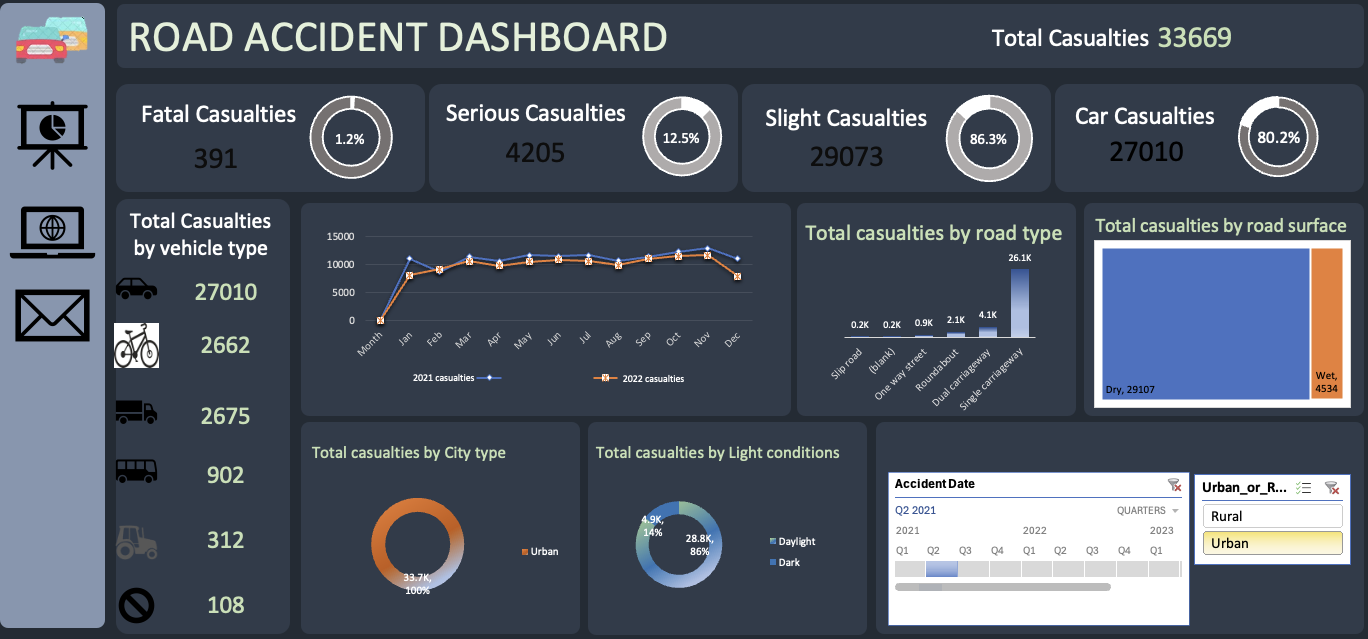 ROAD ACCIDENT DASHBOARD
Total Casualties 33669
Fatal Casualties
391
1.2%
Serious Casualties
4205
12.5%
Slight Casualties
29073
86.3%
Car Casualties
27010
80.2%
Total Casualties
by vehicle type
27010
2662
2675
902
312
108
15000
10000
5000
0
Month
Jan
Feb
Mar
Apr
May
Jun
Jul
Aug
Sep
Oct
Nov
Dec
2021 casualties
2022 casualties
Total casualties by road type
0.2K
0.2K
0.9K
2.1K
4.1K
26.1K
Slip road
(blank)
One way street
Roundabout
Dual carriageway
Single carriageway
Total casualties by road surface
Dry, 29107
Wet,
4534
Total casualties by City type
33.7K,
100%
Urban
Total casualties by Light conditions
4.9K,
14%
28.8K,
86%
Daylight
Dark
Accident Date
Q2 2021
QUARTERS
2021 2022 2023
Q1 Q2 Q3 Q4 Q1 Q2 Q3 Q4 Q1
Urban_or_R...
Rural
Urban